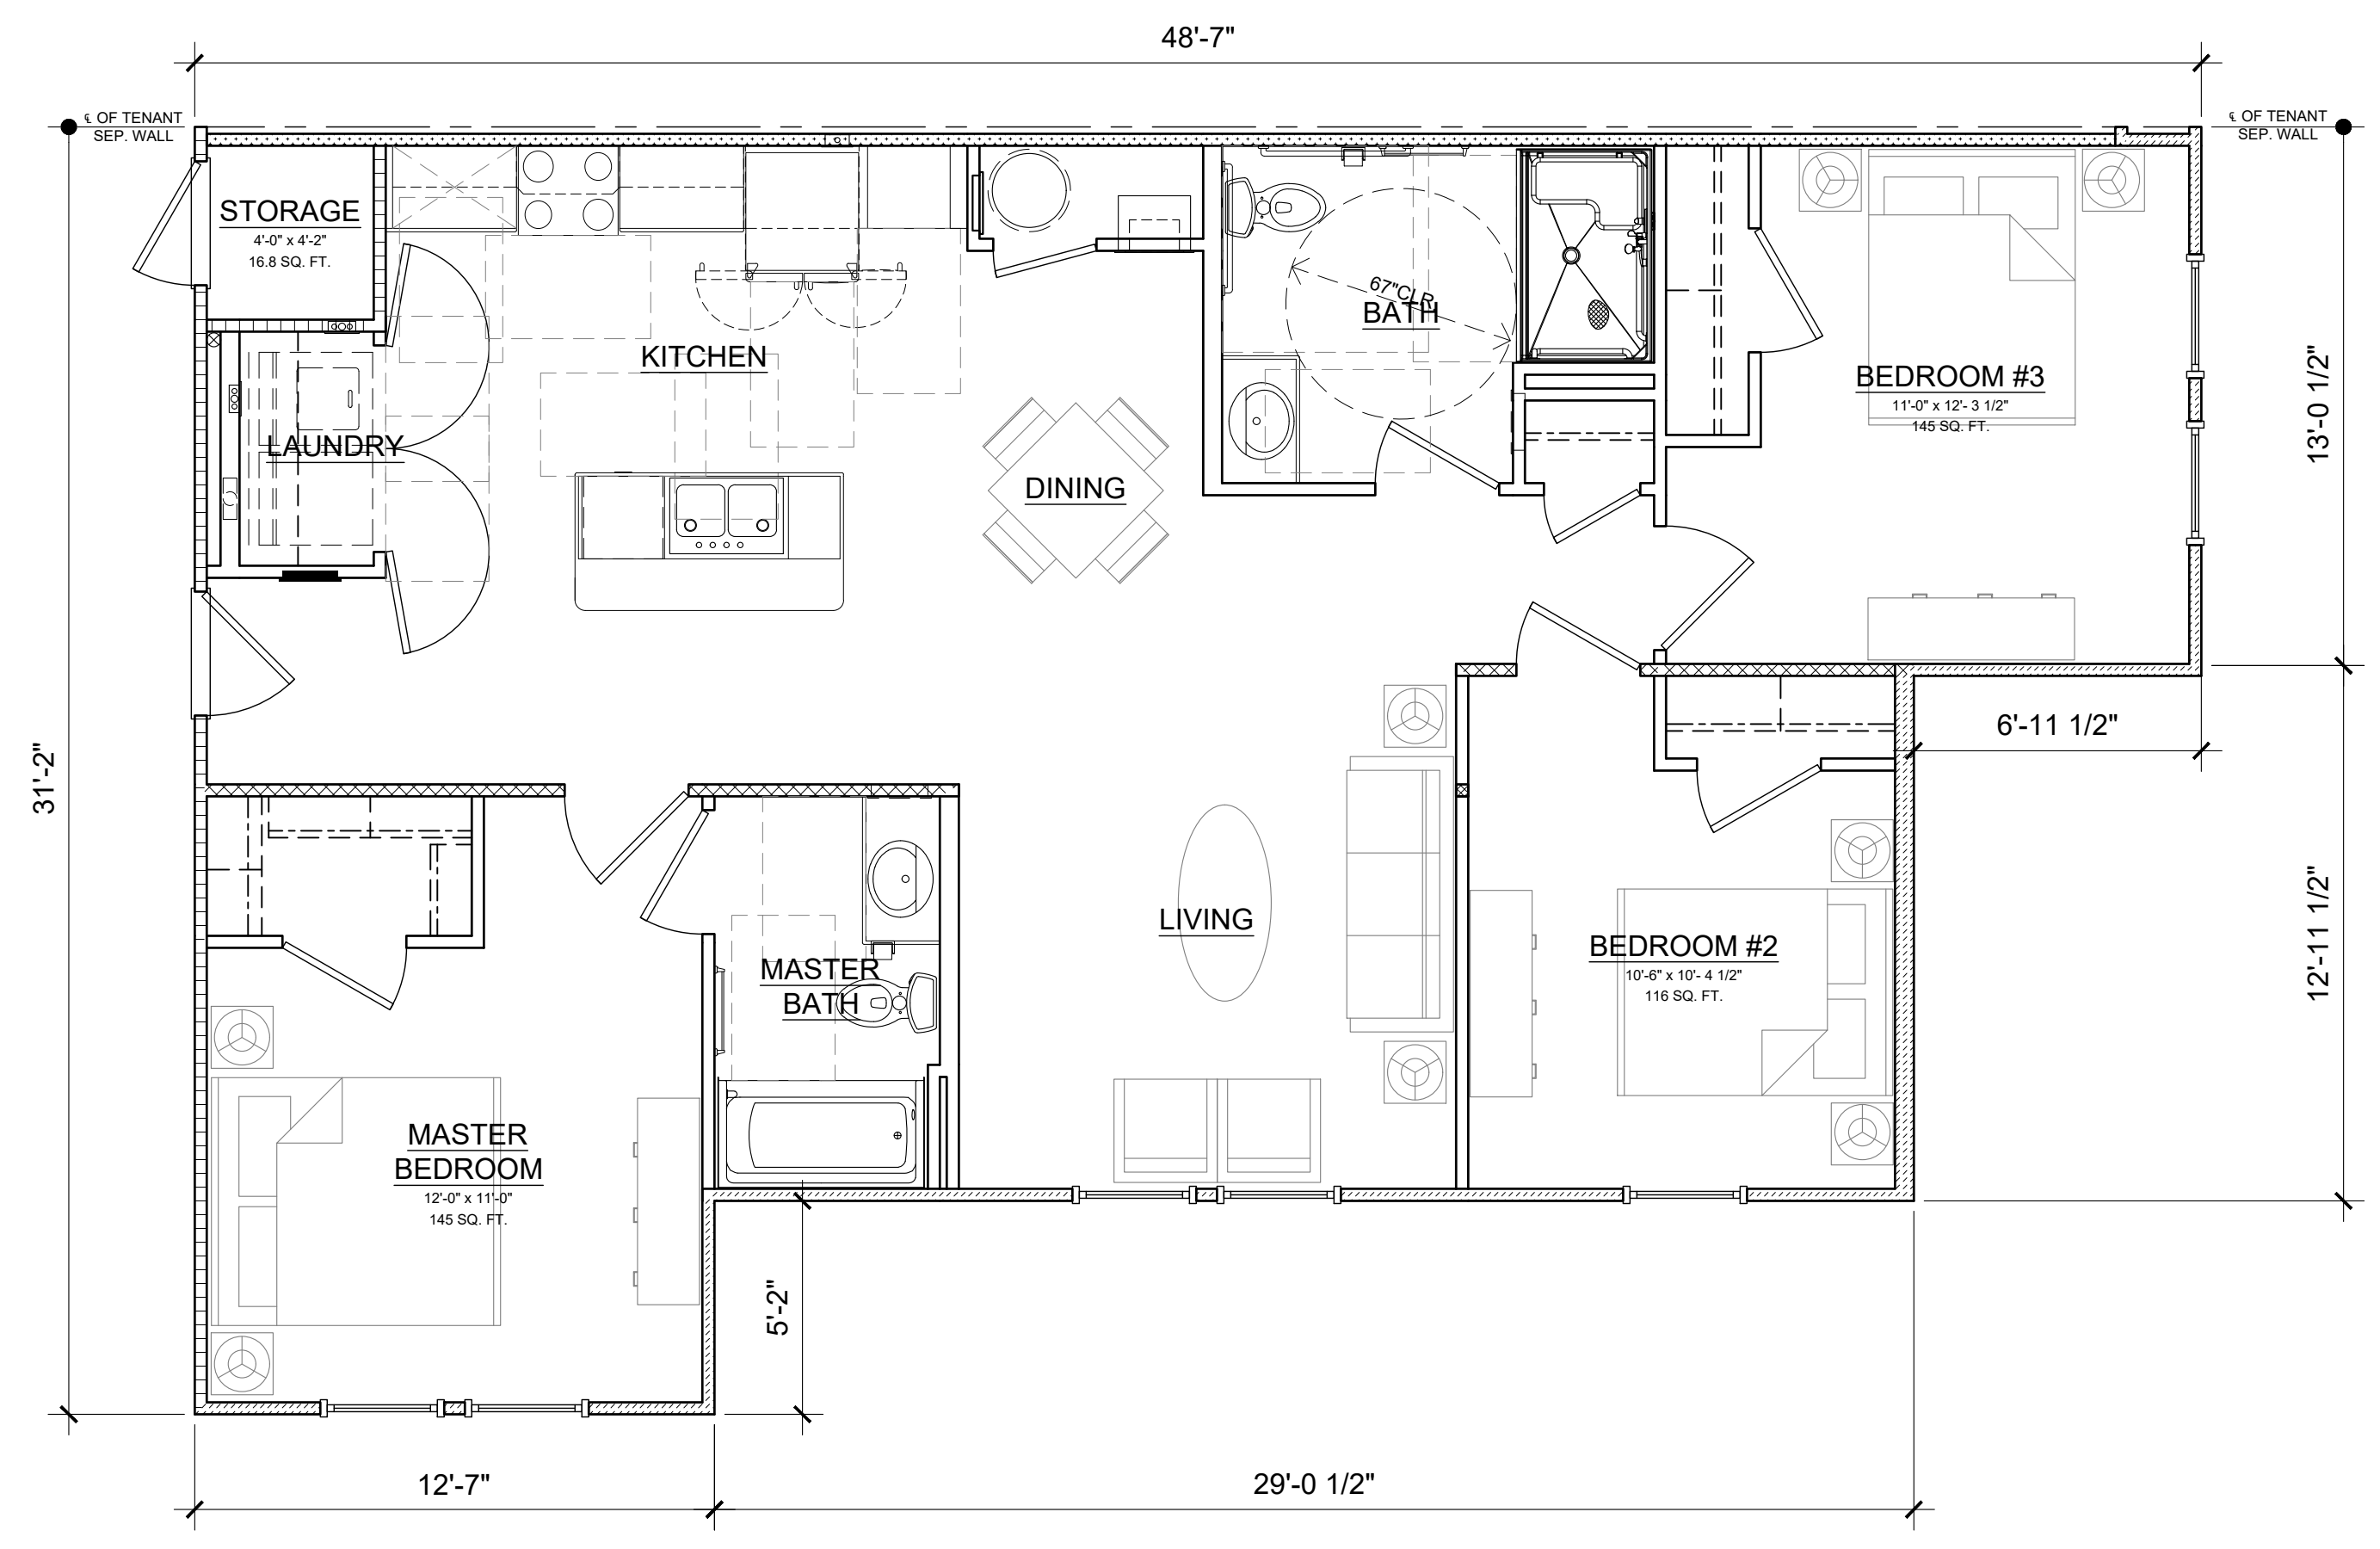 48'-7"
℄ OF TENANT
SEP. WALL
℄ OF TENANT
SEP. WALL
STORAGE
4'-0" x 4'-2"
16.8 SQ. FT.
67"CLR
BATH
KITCHEN
BEDROOM #3
11'-0" x 12'- 3 1/2"
145 SQ. FT.
13'-0 1/2"
LAUNDRY
DINING
6'-11 1/2"
31'-2"
LIVING
BEDROOM #2
10'-6" x 10'- 4 1/2"
116 SQ. FT.
12'-11 1/2"
MASTER
BATH
MASTER
BEDROOM
12'-0" x 11'-0"
145 SQ. FT.
5'-2"
12'-7"
29'-0 1/2"